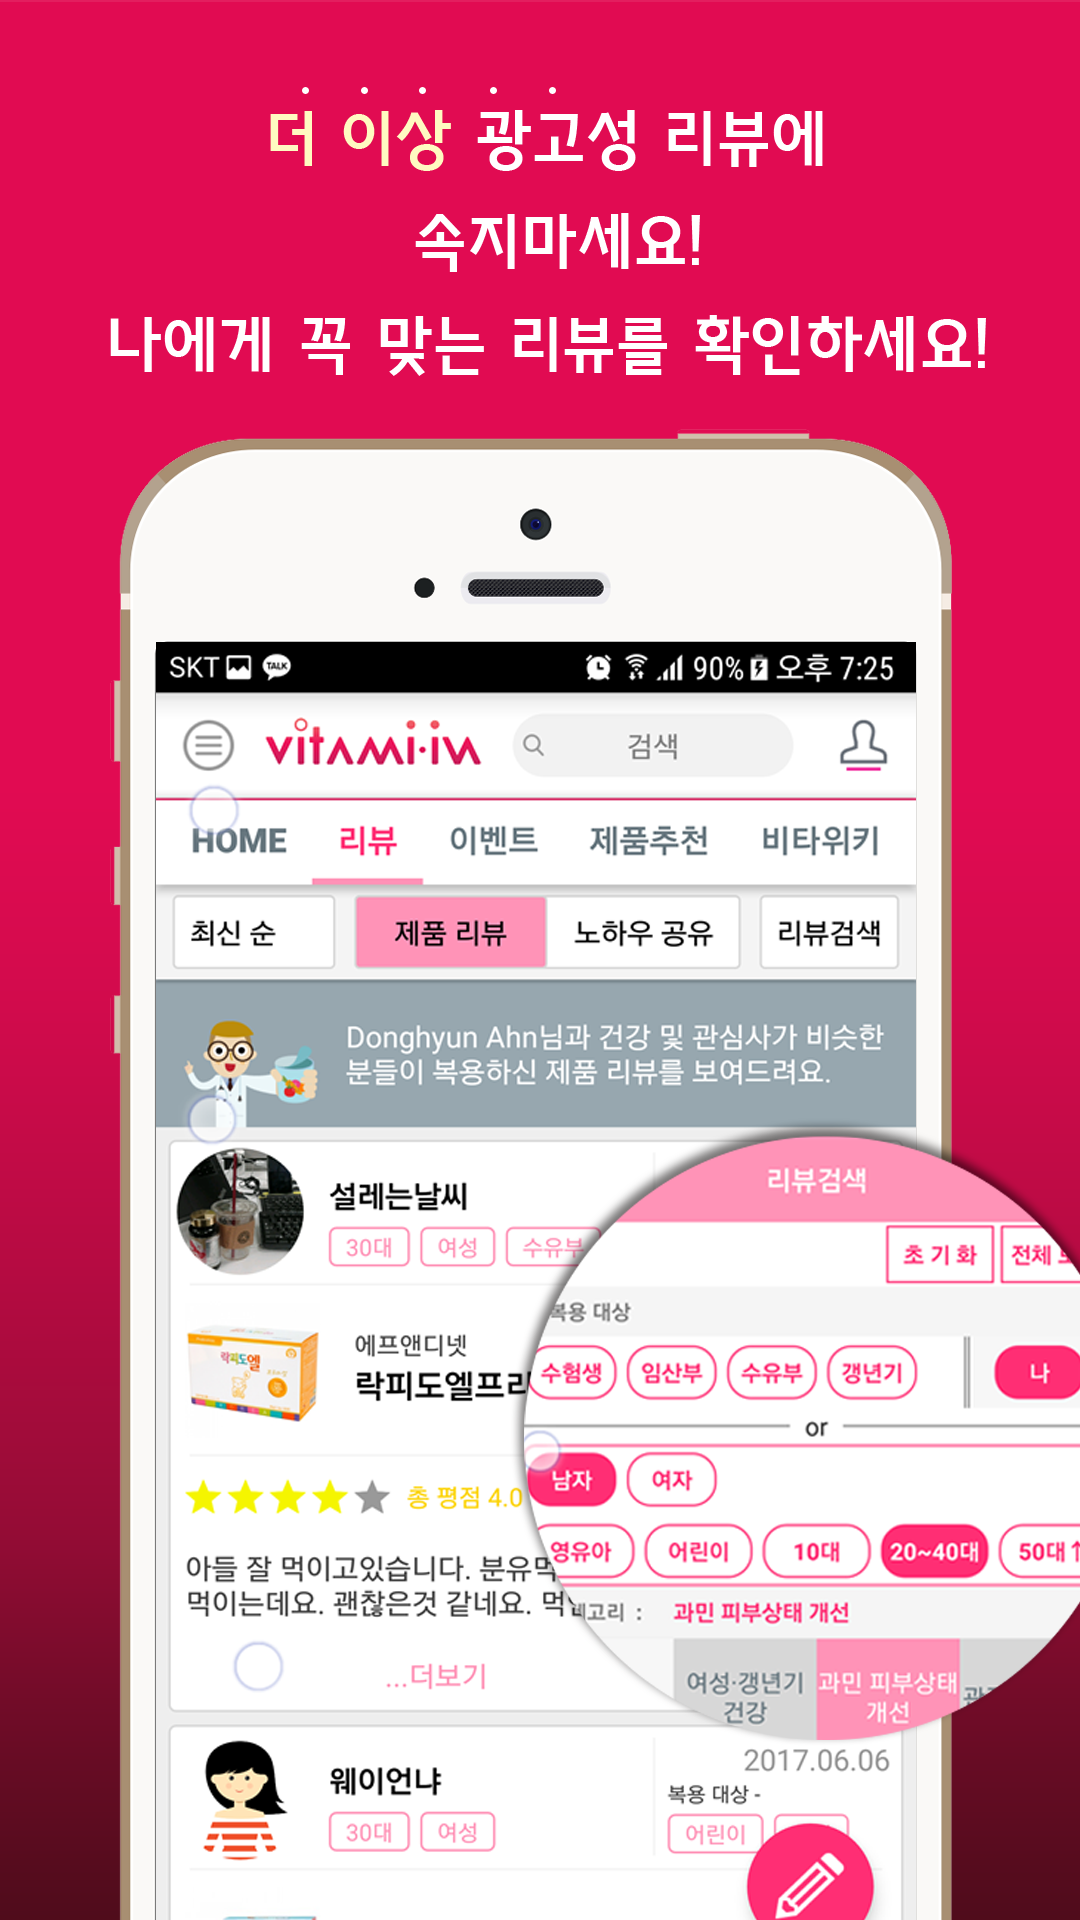 더 이상 광고성 리뷰에
속지마세요!
나에게 꼭 맞는 리뷰를 확인하세요!
SKT TALK 90% 오후 7:25
vitami·in 검색
HOME 리뷰 이벤트 제품추천 비타위키
최신 순 제품 리뷰 노하우 공유 리뷰검색
Donghyun Ahn님과 건강 및 관심사가 비슷한
분들이 복용하신 제품 리뷰를 보여드려요.
설레는날씨
30대 여성 수유부
에프앤디넷
락피도엘프리
락피도엘
총 평점 4.0
아들 잘 먹이고있습니다. 분유먹
먹이는데요. 괜찮은것 같네요.
...더보기
리뷰검색
초기화 전체
복용 대상
수험생 임산부 수유부 갱년기 나
or
남자 여자
영유아 어린이 10대 20~40대 50대↑
고리 : 과민 피부상태 개선
여성·갱년기
건강
과민 피부상태
개선
웨이언냐
30대 여성
2017.06.06
복용 대상 -
어린이